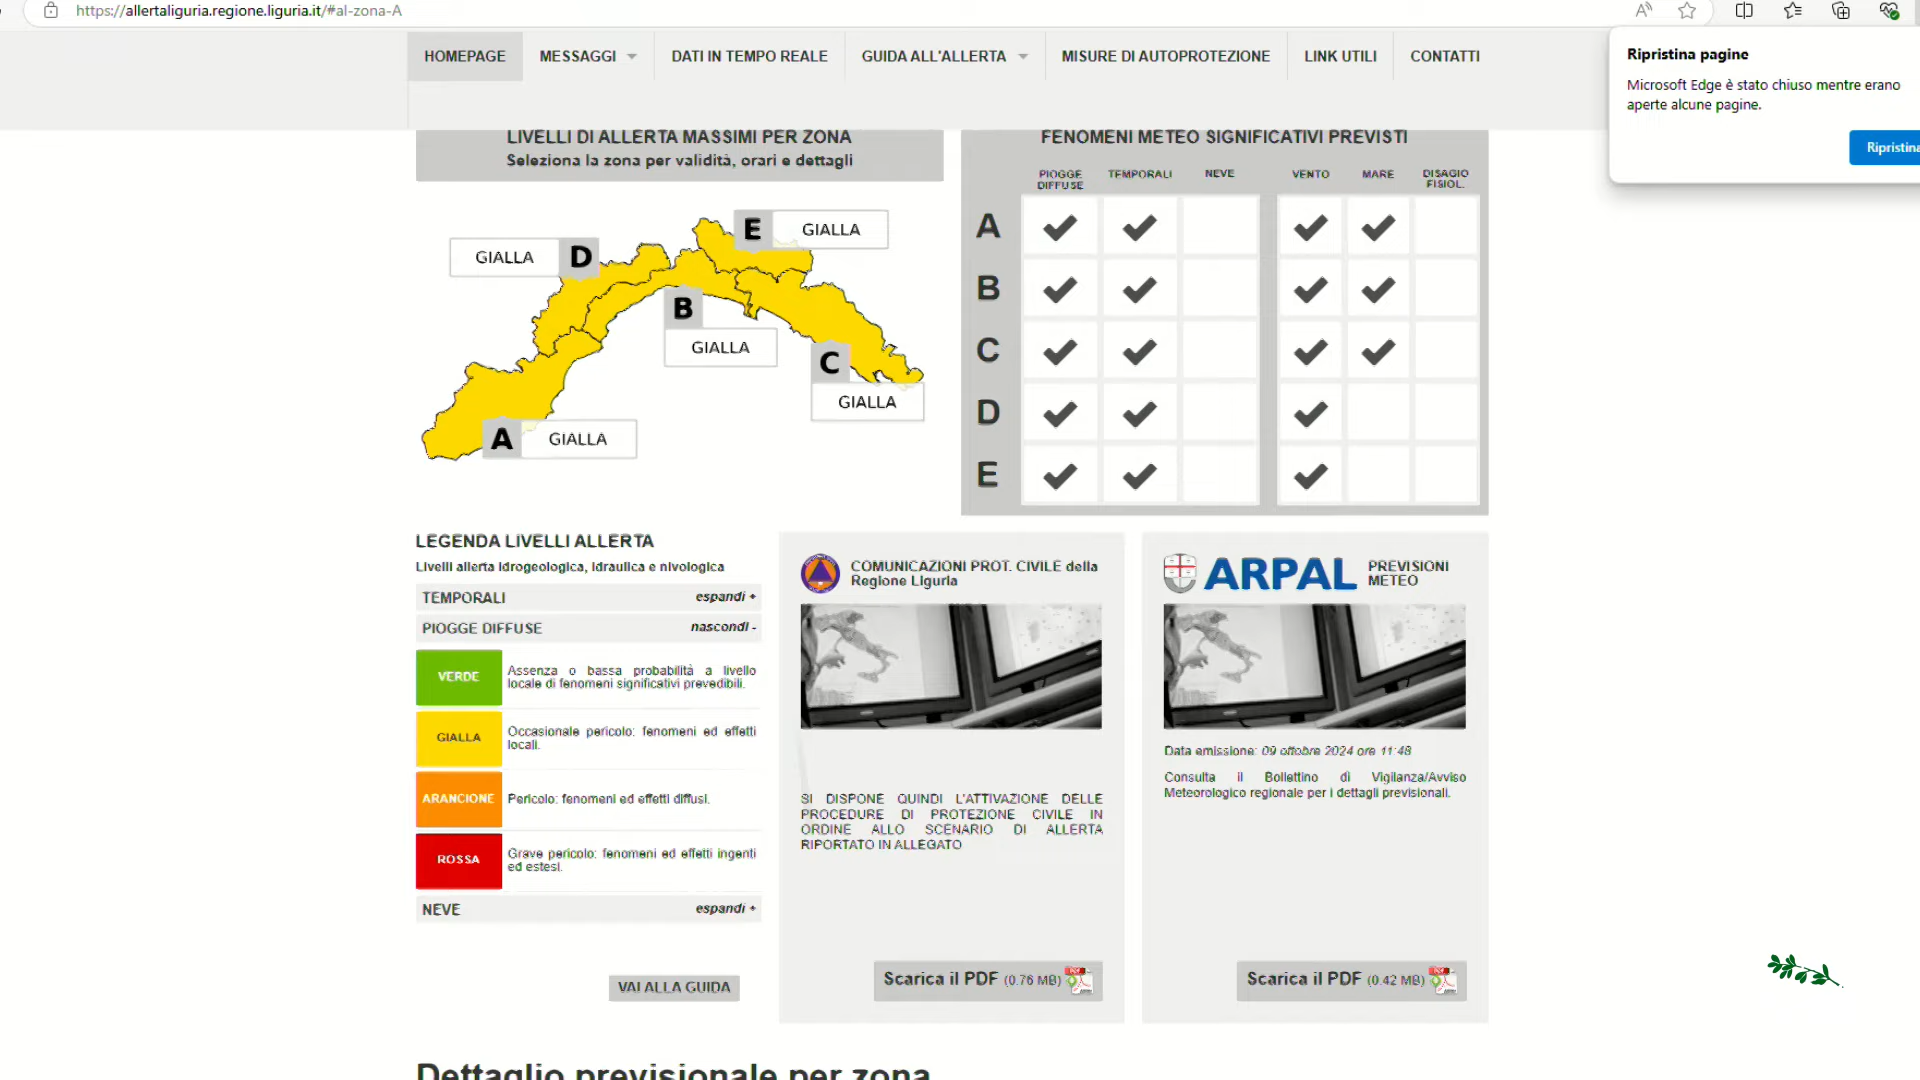 https://allertaliguria.regione.liguria.it/#al-zona-A
HOMEPAGE
MESSAGGI
DATI IN TEMPO REALE
GUIDA ALL'ALLERTA
MISURE DI AUTOPROTEZIONE
LINK UTILI
CONTATTI
Ripristina pagine
Microsoft Edge è stato chiuso mentre erano
aperte alcune pagine.
Ripristina
LIVELLI DI ALLERTA MASSIMI PER ZONA
Seleziona la zona per validità, orari e dettagli
E GIALLA
GIALLA D
B
GIALLA
C
GIALLA
A GIALLA
FENOMENI METEO SIGNIFICATIVI PREVISTI
PIOGGE DIFFUSE
TEMPORALI
NEVE
VENTO
MARE
DISAGIO FISIOL.
A
B
C
D
E
LEGENDA LIVELLI ALLERTA
Livelli allerta idrogeologica, idraulica e nivologica
TEMPORALI espandi +
PIOGGE DIFFUSE nascondi -
VERDE
Assenza o bassa probabilità a livello
locale di fenomeni significativi prevedibili.
GIALLA
Occasionale pericolo: fenomeni ed effetti
locali.
ARANCIONE
Pericolo: fenomeni ed effetti diffusi.
ROSSA
Grave pericolo: fenomeni ed effetti ingenti
ed estesi.
NEVE espandi +
VAI ALLA GUIDA
COMUNICAZIONI PROT. CIVILE della
Regione Liguria
SI DISPONE QUINDI L'ATTIVAZIONE DELLE
PROCEDURE DI PROTEZIONE CIVILE IN
ORDINE ALLO SCENARIO DI ALLERTA
RIPORTATO IN ALLEGATO
Scarica il PDF (0.76 MB)
ARPAL
PREVISIONI
METEO
Data emissione: 09 ottobre 2024 ore 11:48
Consulta il Bollettino di Vigilanza/Avviso
Meteorologico regionale per i dettagli previsionali.
Scarica il PDF (0.42 MB)
Dettaglio previsionale per zona